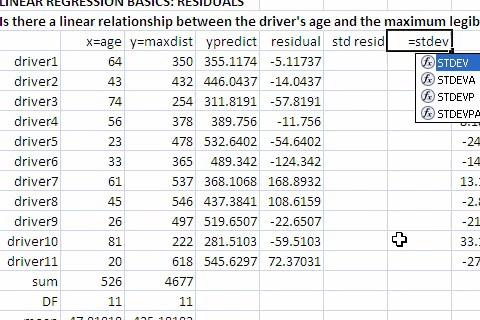 LINEAR REGRESSION BASICS: RESIDUALS
Is there a linear relationship between the driver's age and the maximum legib
x=age y=maxdist ypredict residual std resid =stdev
driver1 64 350 355.1174 -5.11737 STDEV
driver2 43 432 446.0437 -14.0437 STDEVA
driver3 74 254 311.8191 -57.8191 STDEVP
driver4 56 378 389.756 -11.756 STDEVPA
driver5 23 478 532.6402 -54.6402 -24
driver6 33 365 489.342 -124.342 -14
driver7 61 537 368.1068 168.8932 13.
driver8 45 546 437.3841 108.6159 -2.8
driver9 26 497 519.6507 -22.6507 -21
driver10 81 222 281.5103 -59.5103 33.
driver11 20 618 545.6297 72.37031 -27
sum 526 4677
DF 11 11
mean 47.81818 425.18182